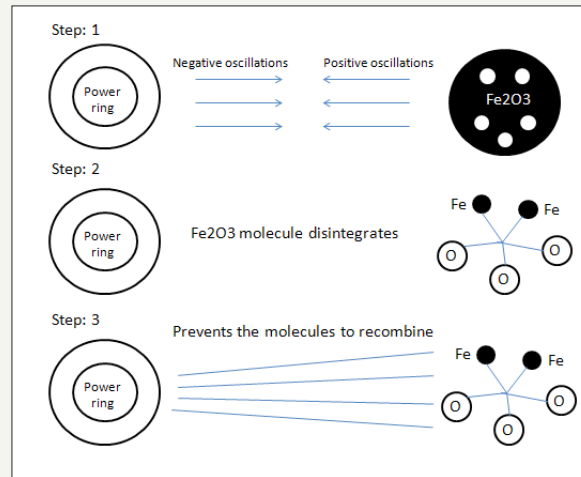 Step: 1
Negative oscillations
Positive oscillations
Power
ring
Fe2O3
Step: 2
Power
ring
Fe2O3 molecule disintegrates
Fe
Fe
O
O
O
Step: 3
Prevents the molecules to recombine
Power
ring
Fe
Fe
O
O
O